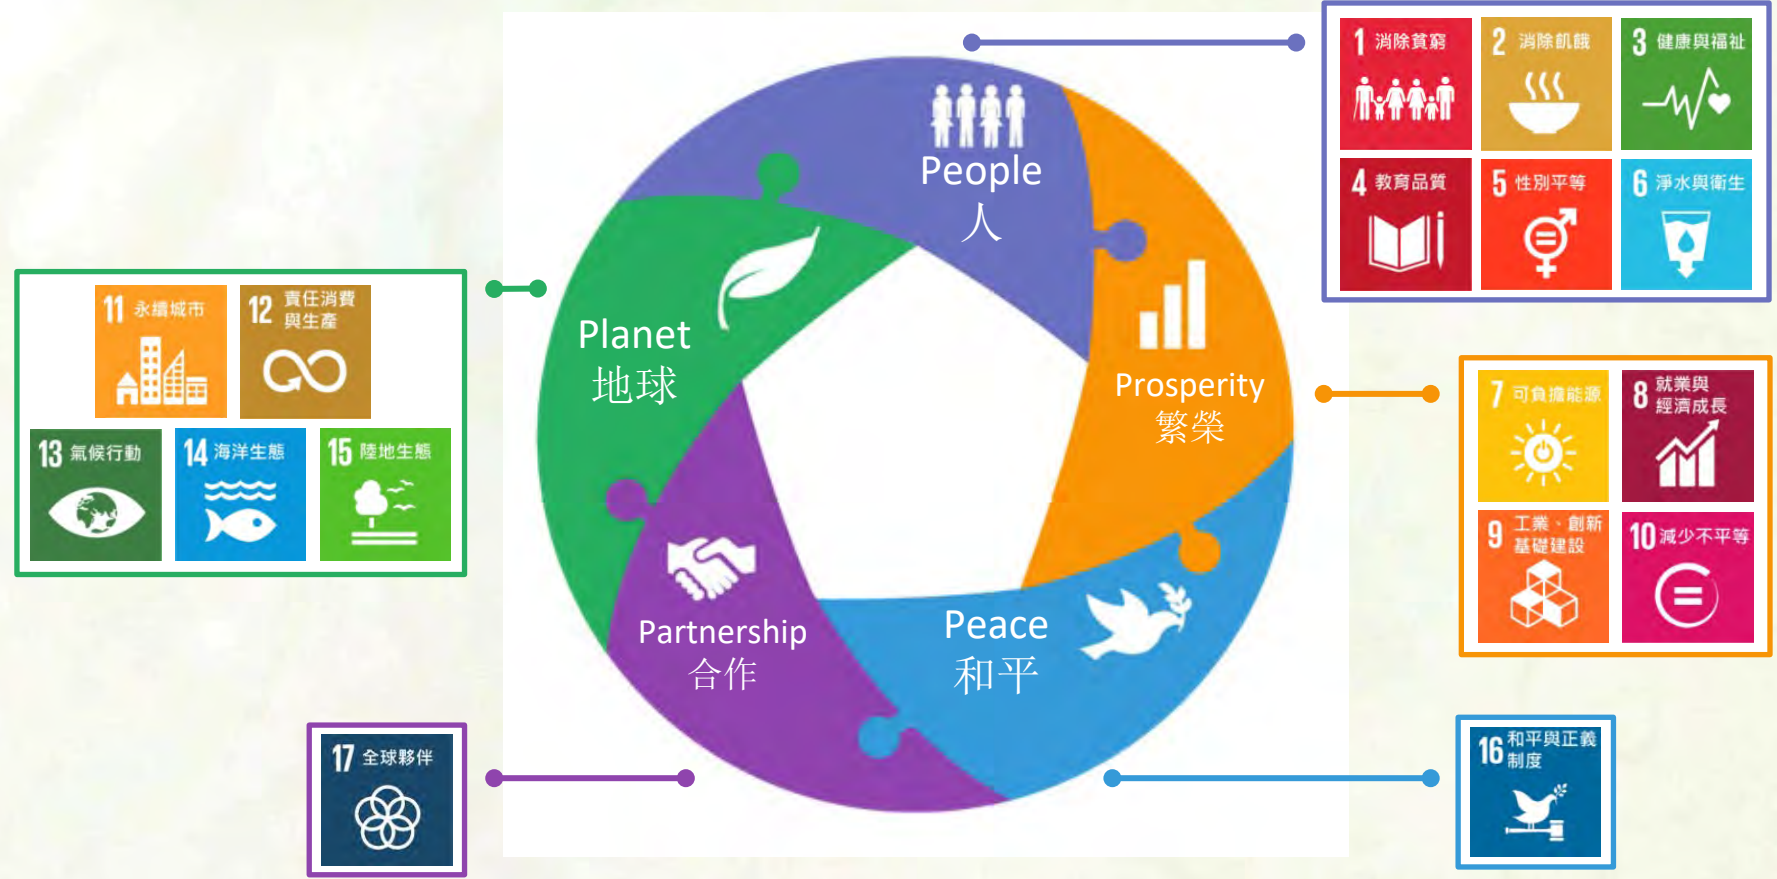 People
人
1 消除貧窮
2 消除飢餓
3 健康與福祉
4 教育品質
5 性別平等
6 淨水與衛生
Prosperity
繁榮
7 可負擔能源
8 就業與
經濟成長
9 工業、創新
基礎建設
10 減少不平等
Peace
和平
16 和平與正義
制度
Partnership
合作
17 全球夥伴
Planet
地球
11 永續城市
12 責任消費
與生產
13 氣候行動
14 海洋生態
15 陸地生態